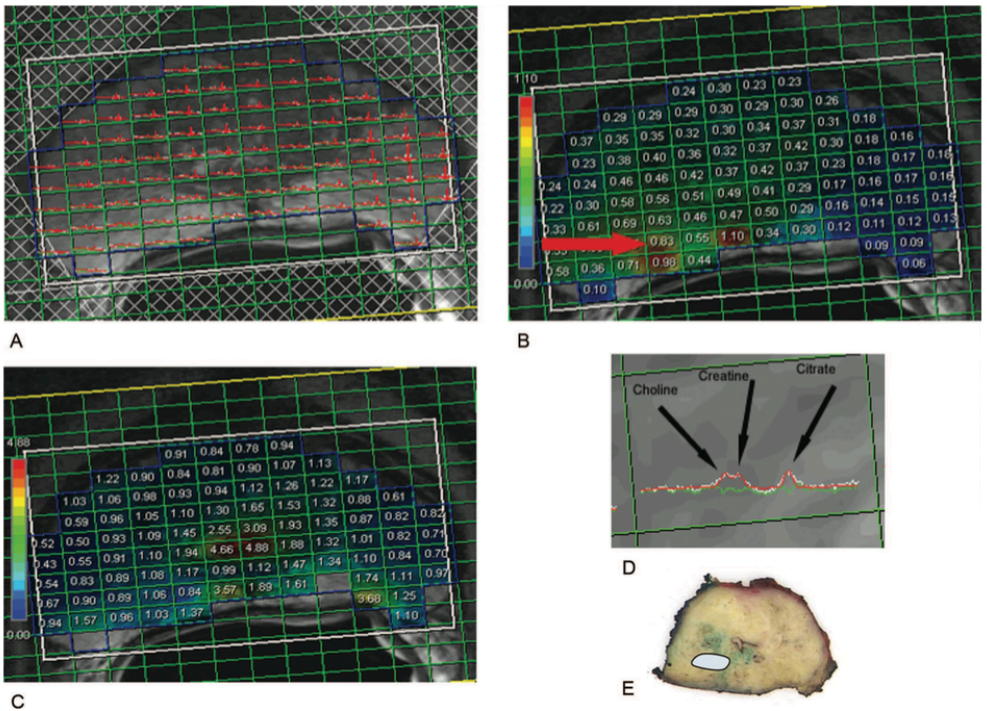 A
1.10
0.24 0.30 0.23 0.23
0.29 0.29 0.29 0.30 0.29 0.30 0.26
0.37 0.35 0.35 0.32 0.30 0.34 0.37 0.31 0.18
0.23 0.38 0.40 0.36 0.32 0.37 0.42 0.30 0.18 0.16
0.24 0.24 0.46 0.46 0.42 0.37 0.42 0.37 0.23 0.18 0.17 0.18
0.22 0.30 0.58 0.56 0.51 0.49 0.41 0.29 0.17 0.16 0.16
0.33 0.61 0.69 0.63 0.46 0.47 0.50 0.29 0.16 0.14 0.15 0.15
0.83 0.55 1.10 0.34 0.30 0.12 0.11 0.12 0.13
0.58 0.36 0.71 0.98 0.44 0.09 0.09
0.00 0.10 0.06
B
4.88
0.91 0.84 0.78 0.94
1.22 0.90 0.84 0.81 0.90 1.07 1.13
1.03 1.06 0.98 0.93 0.94 1.12 1.26 1.22 1.17
0.59 0.96 1.05 1.10 1.30 1.65 1.53 1.32 0.88 0.61
0.52 0.50 0.93 1.09 1.45 2.55 3.09 1.93 1.35 0.87 0.82 0.82
0.43 0.55 0.91 1.10 1.94 4.66 4.88 1.88 1.32 1.01 0.82 0.71
0.54 0.83 0.89 1.08 1.17 0.99 1.12 1.47 1.34 1.10 0.84 0.70
0.67 0.90 0.89 1.06 0.84 3.57 1.89 1.61 1.74 1.11 0.97
0.94 1.57 0.96 1.03 1.37 3.68 1.25
0.00 1.10
C
Choline Creatine Citrate
D
E